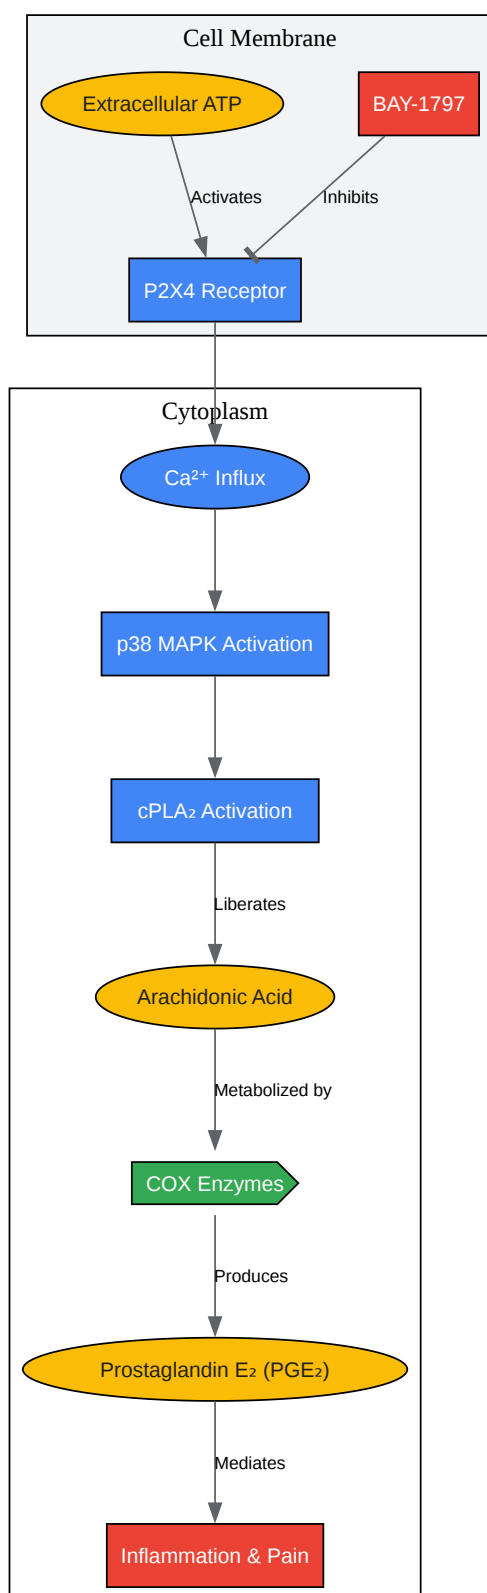 Cell Membrane
Extracellular ATP
BAY-1797
Activates
Inhibits
P2X4 Receptor
Cytoplasm
Ca²⁺ Influx
p38 MAPK Activation
cPLA₂ Activation
Liberates
Arachidonic Acid
Metabolized by
COX Enzymes
Produces
Prostaglandin E₂ (PGE₂)
Mediates
Inflammation & Pain